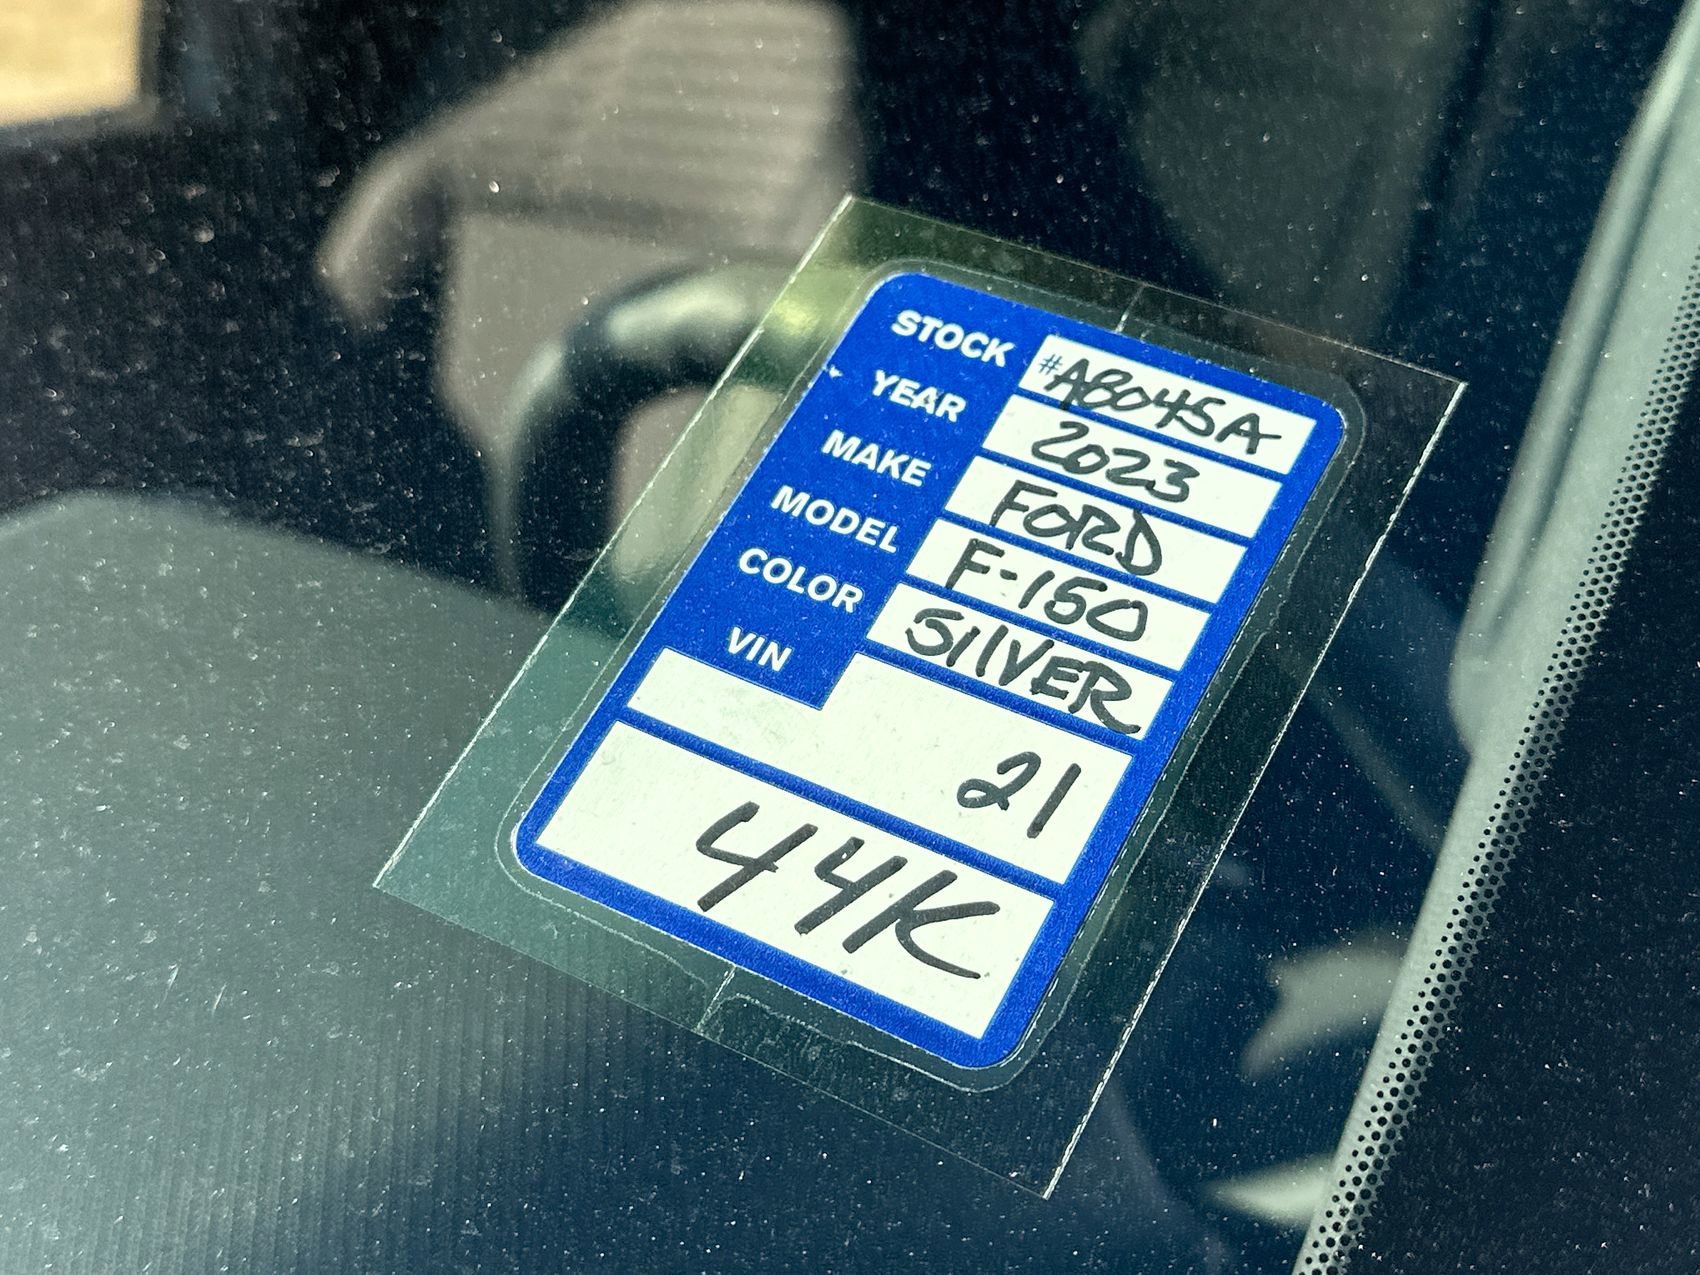 STOCK #A8045A
YEAR 2023
MAKE FORD
MODEL F-150
COLOR SILVER
VIN 21
44K